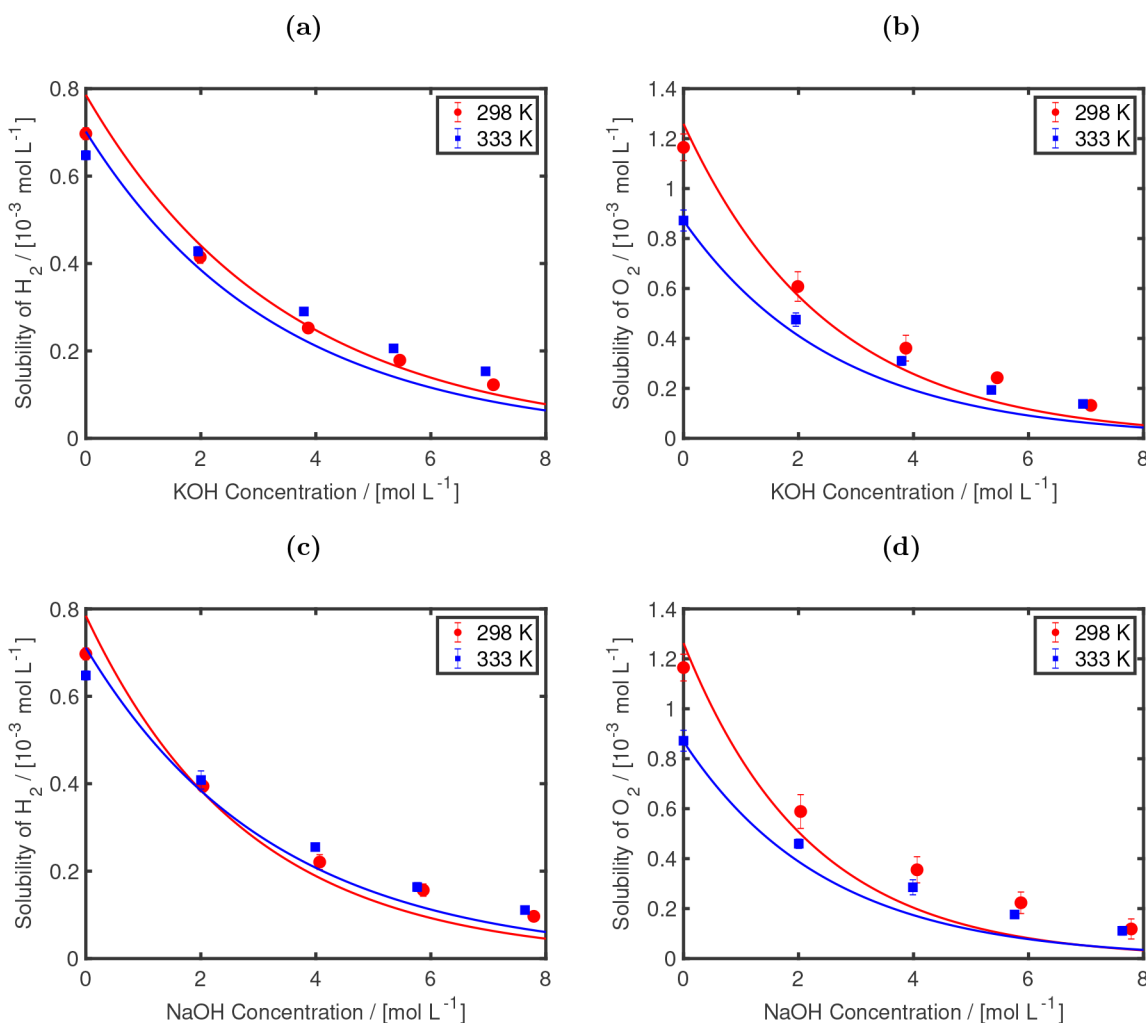 (a)
Solubility of H₂ / [10⁻³ mol L⁻¹]
0.8
0.6
0.4
0.2
0
0 2 4 6 8
KOH Concentration / [mol L⁻¹]
298 K
333 K
(b)
Solubility of O₂ / [10⁻³ mol L⁻¹]
1.4
1.2
1
0.8
0.6
0.4
0.2
0
0 2 4 6 8
KOH Concentration / [mol L⁻¹]
298 K
333 K
(c)
Solubility of H₂ / [10⁻³ mol L⁻¹]
0.8
0.6
0.4
0.2
0
0 2 4 6 8
NaOH Concentration / [mol L⁻¹]
298 K
333 K
(d)
Solubility of O₂ / [10⁻³ mol L⁻¹]
1.4
1.2
1
0.8
0.6
0.4
0.2
0
0 2 4 6 8
NaOH Concentration / [mol L⁻¹]
298 K
333 K